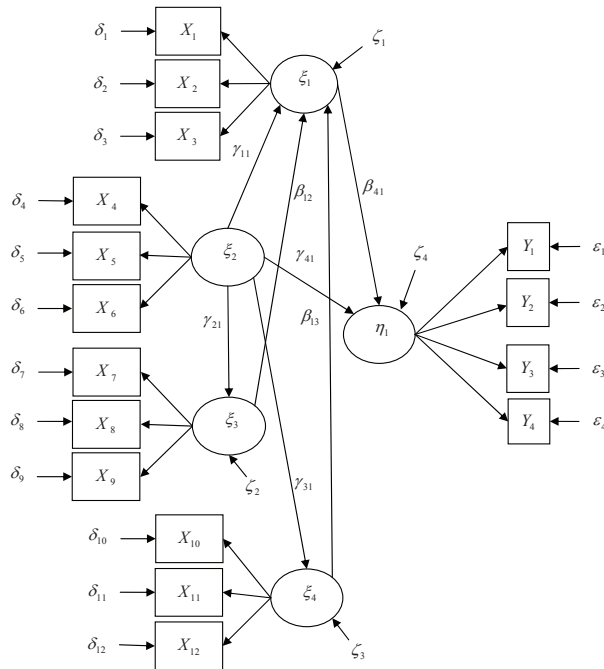 δ₁ X₁ ζ₁
ξ₁
δ₂ X₂
δ₃ X₃
γ₁₁
β₁₂ β₄₁
δ₄ X₄
δ₅ X₅ ξ₂ γ₄₁ ζ₄ Y₁ ε₁
δ₆ X₆ Y₂ ε₂
γ₂₁ β₁₃ η₁
δ₇ X₇ Y₃ ε₃
δ₈ X₈ ξ₃ Y₄ ε₄
δ₉ X₉ ζ₂ γ₃₁
δ₁₀ X₁₀
δ₁₁ X₁₁ ξ₄
δ₁₂ X₁₂ ζ₃